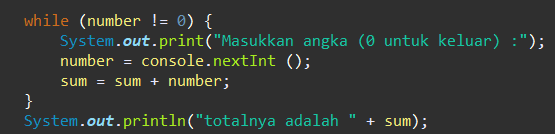 while (number != 0) {
System.out.print("Masukkan angka (0 untuk keluar) :");
number = console.nextInt ();
sum = sum + number;
}
System.out.println("totalnya adalah " + sum);